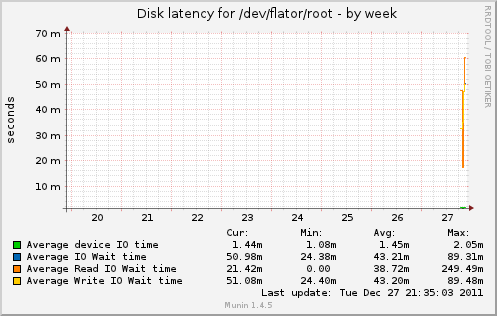 Disk latency for /dev/flator/root - by week
RRDTOOL / TOBI OETIKER
seconds
70 m
60 m
50 m
40 m
30 m
20 m
10 m
20 21 22 23 24 25 26 27
Cur: Min: Avg: Max:
Average device IO time 1.44m 1.08m 1.45m 2.05m
Average IO Wait time 50.98m 24.38m 43.21m 89.31m
Average Read IO Wait time 21.42m 0.00 38.72m 249.49m
Average Write IO Wait time 51.08m 24.40m 43.20m 89.48m
Last update: Tue Dec 27 21:35:03 2011
Munin 1.4.5